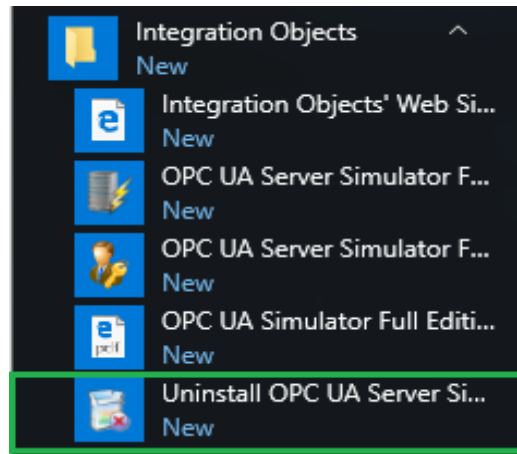 Integration Objects
New
Integration Objects' Web Si...
New
OPC UA Server Simulator F...
New
OPC UA Server Simulator F...
New
OPC UA Simulator Full Editi...
pdf
New
Uninstall OPC UA Server Si...
New